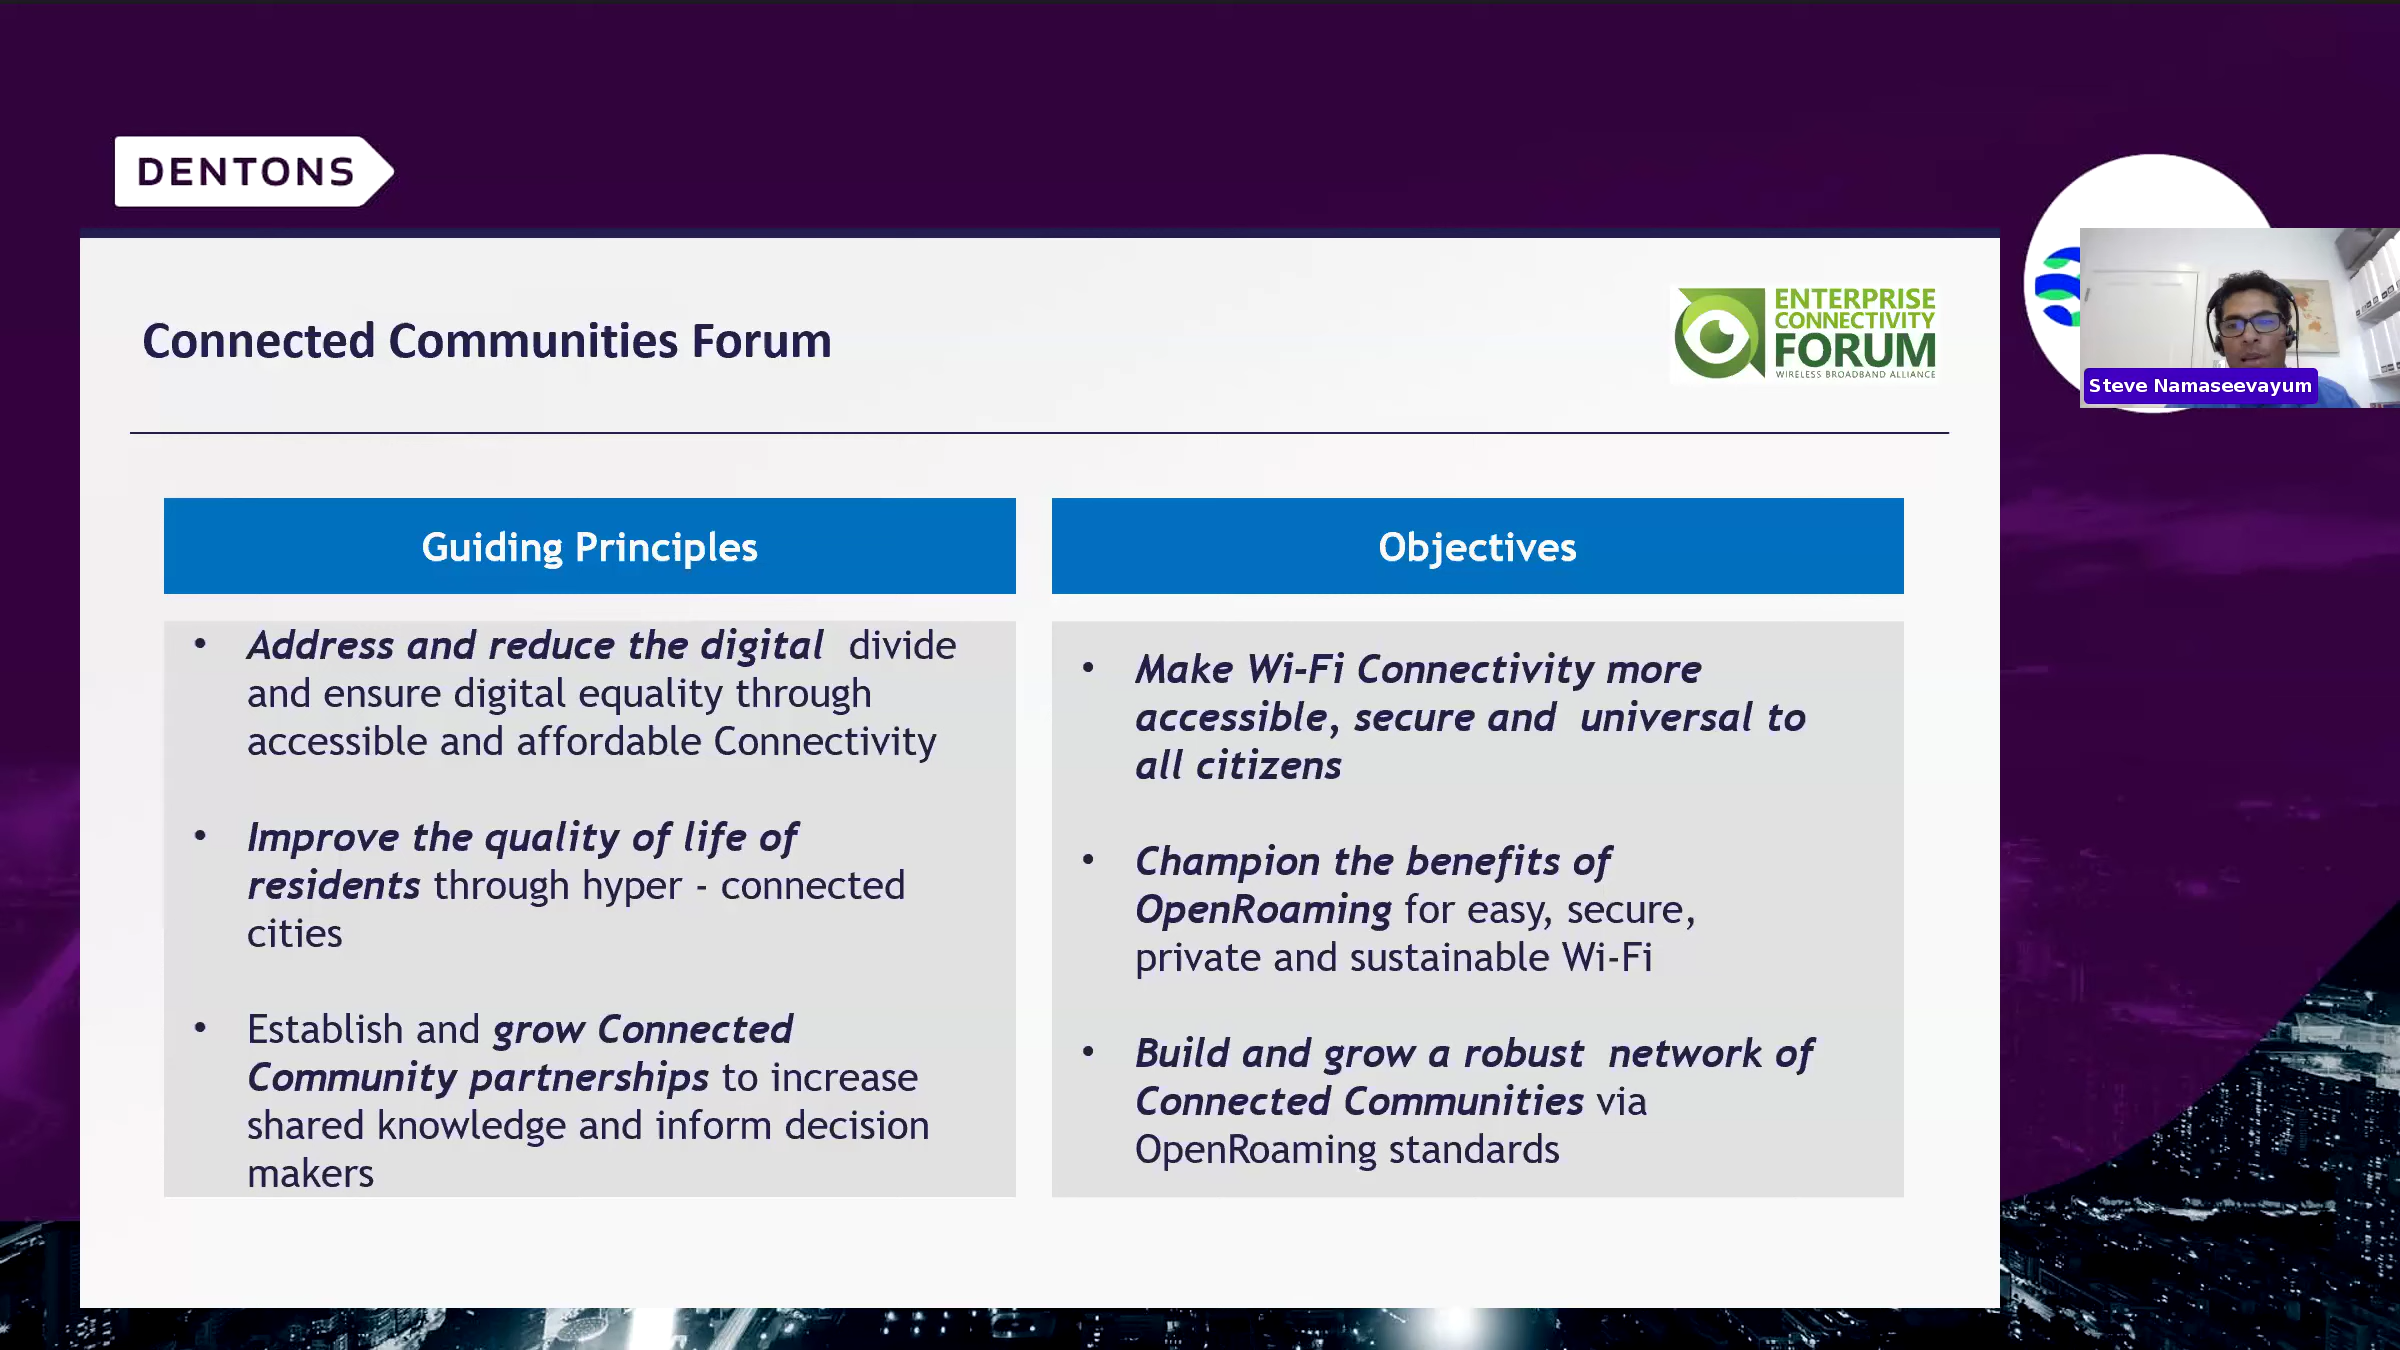 DENTONS
Connected Communities Forum
ENTERPRISE
CONNECTIVITY
FORUM
WIRELESS BROADBAND ALLIANCE
Steve Namaseevayum
Guiding Principles
• Address and reduce the digital  divide
and ensure digital equality through
accessible and affordable Connectivity
• Improve the quality of life of
residents through hyper - connected
cities
• Establish and grow Connected
Community partnerships to increase
shared knowledge and inform decision
makers
Objectives
• Make Wi-Fi Connectivity more
accessible, secure and  universal to
all citizens
• Champion the benefits of
OpenRoaming for easy, secure,
private and sustainable Wi-Fi
• Build and grow a robust  network of
Connected Communities via
OpenRoaming standards